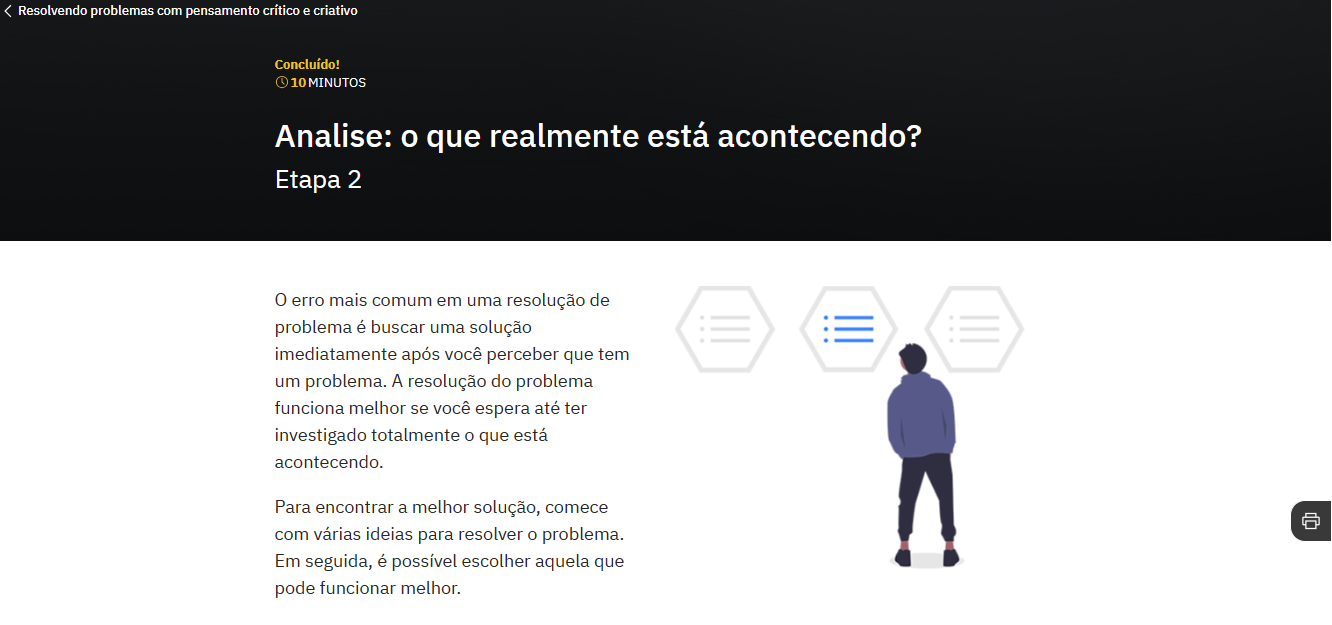 Resolvendo problemas com pensamento crítico e criativo
Concluído!
10 MINUTOS
Analise: o que realmente está acontecendo?
Etapa 2
O erro mais comum em uma resolução de
problema é buscar uma solução
imediatamente após você perceber que tem
um problema. A resolução do problema
funciona melhor se você espera até ter
investigado totalmente o que está
acontecendo.
Para encontrar a melhor solução, comece
com várias ideias para resolver o problema.
Em seguida, é possível escolher aquela que
pode funcionar melhor.